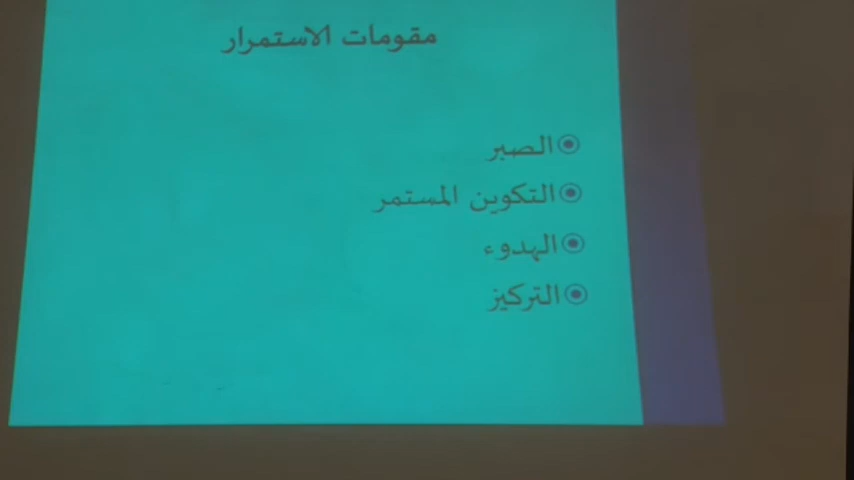 مقومات الاستمرار
الصبر
التكوين المستمر
الهدوء
التركيز